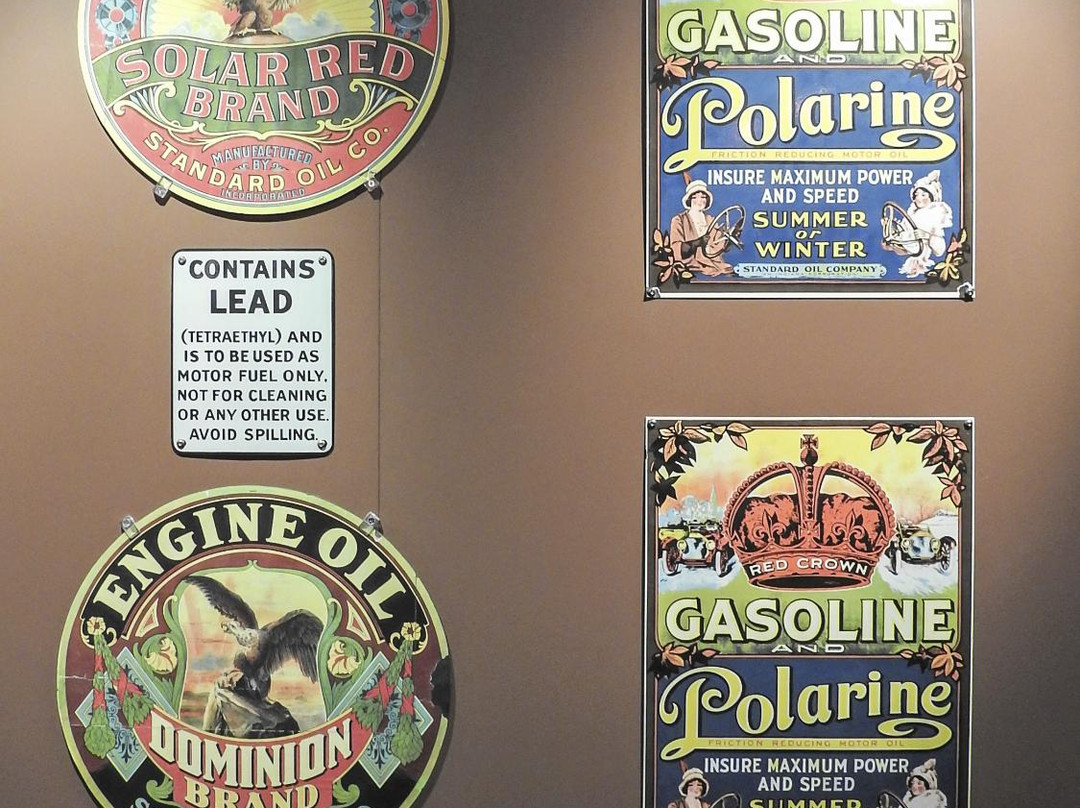 SOLAR RED
BRAND
MANUFACTURED
BY
STANDARD OIL CO.
INCORPORATED
CONTAINS
LEAD
(TETRAETHYL) AND
IS TO BE USED AS
MOTOR FUEL ONLY.
NOT FOR CLEANING
OR ANY OTHER USE.
AVOID SPILLING.
ENGINE OIL
DOMINION
BRAND
GASOLINE
AND
Polarine
FRICTION REDUCING MOTOR OIL
INSURE MAXIMUM POWER
AND SPEED
SUMMER
or
WINTER
STANDARD OIL COMPANY
RED CROWN
GASOLINE
AND
Polarine
FRICTION REDUCING MOTOR OIL
INSURE MAXIMUM POWER
AND SPEED
SUMMER